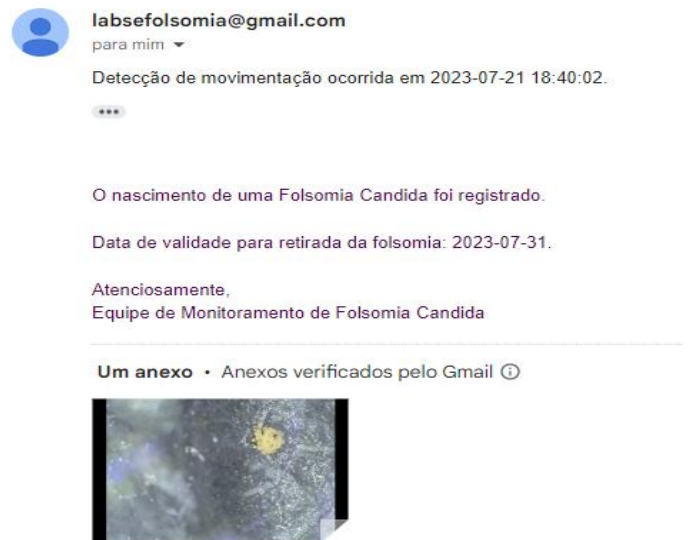 labsefolsomia@gmail.com
para mim
Detecção de movimentação ocorrida em 2023-07-21 18:40:02.
O nascimento de uma Folsomia Candida foi registrado.
Data de validade para retirada da folsomia: 2023-07-31.
Atenciosamente,
Equipe de Monitoramento de Folsomia Candida
Um anexo • Anexos verificados pelo Gmail